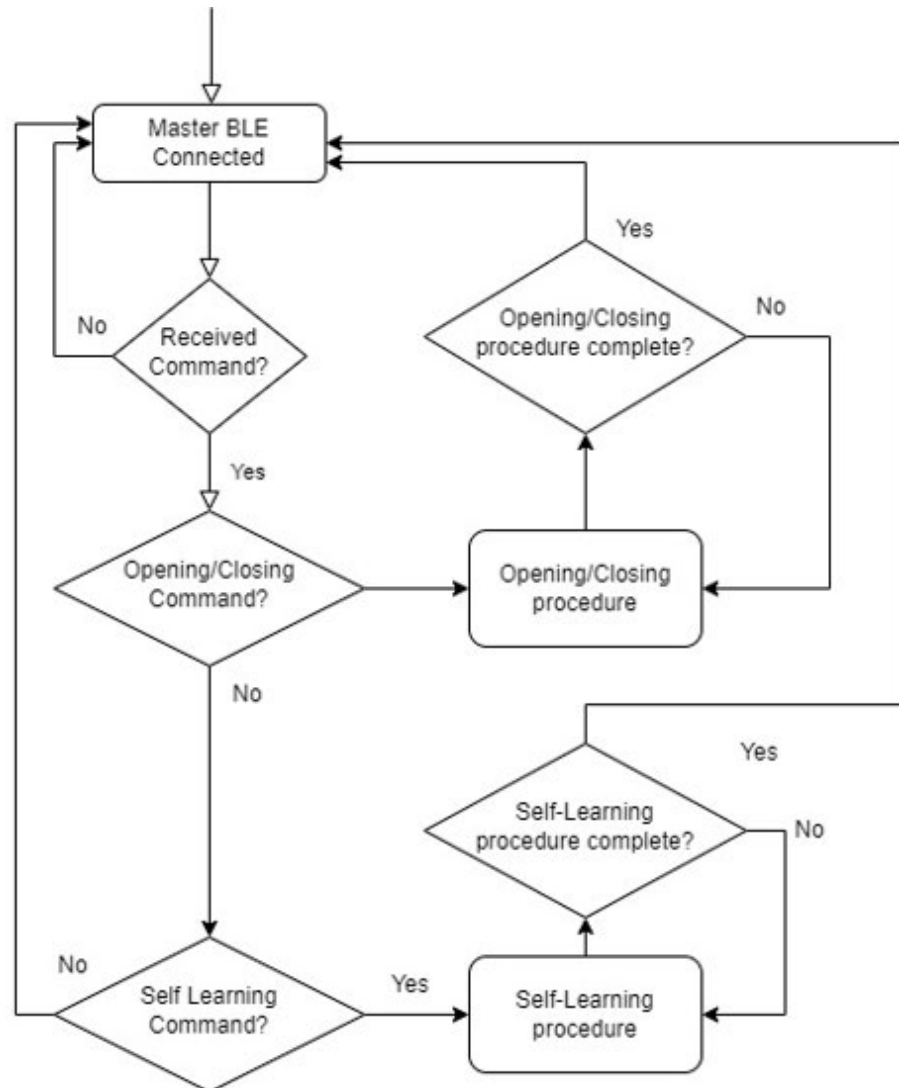 Master BLE
Connected
Yes
No
Opening/Closing
procedure complete?
No
Received
Command?
Yes
Opening/Closing
Command?
Opening/Closing
procedure
No
Yes
Self-Learning
procedure complete?
No
No
Yes
Self Learning
Command?
Self-Learning
procedure